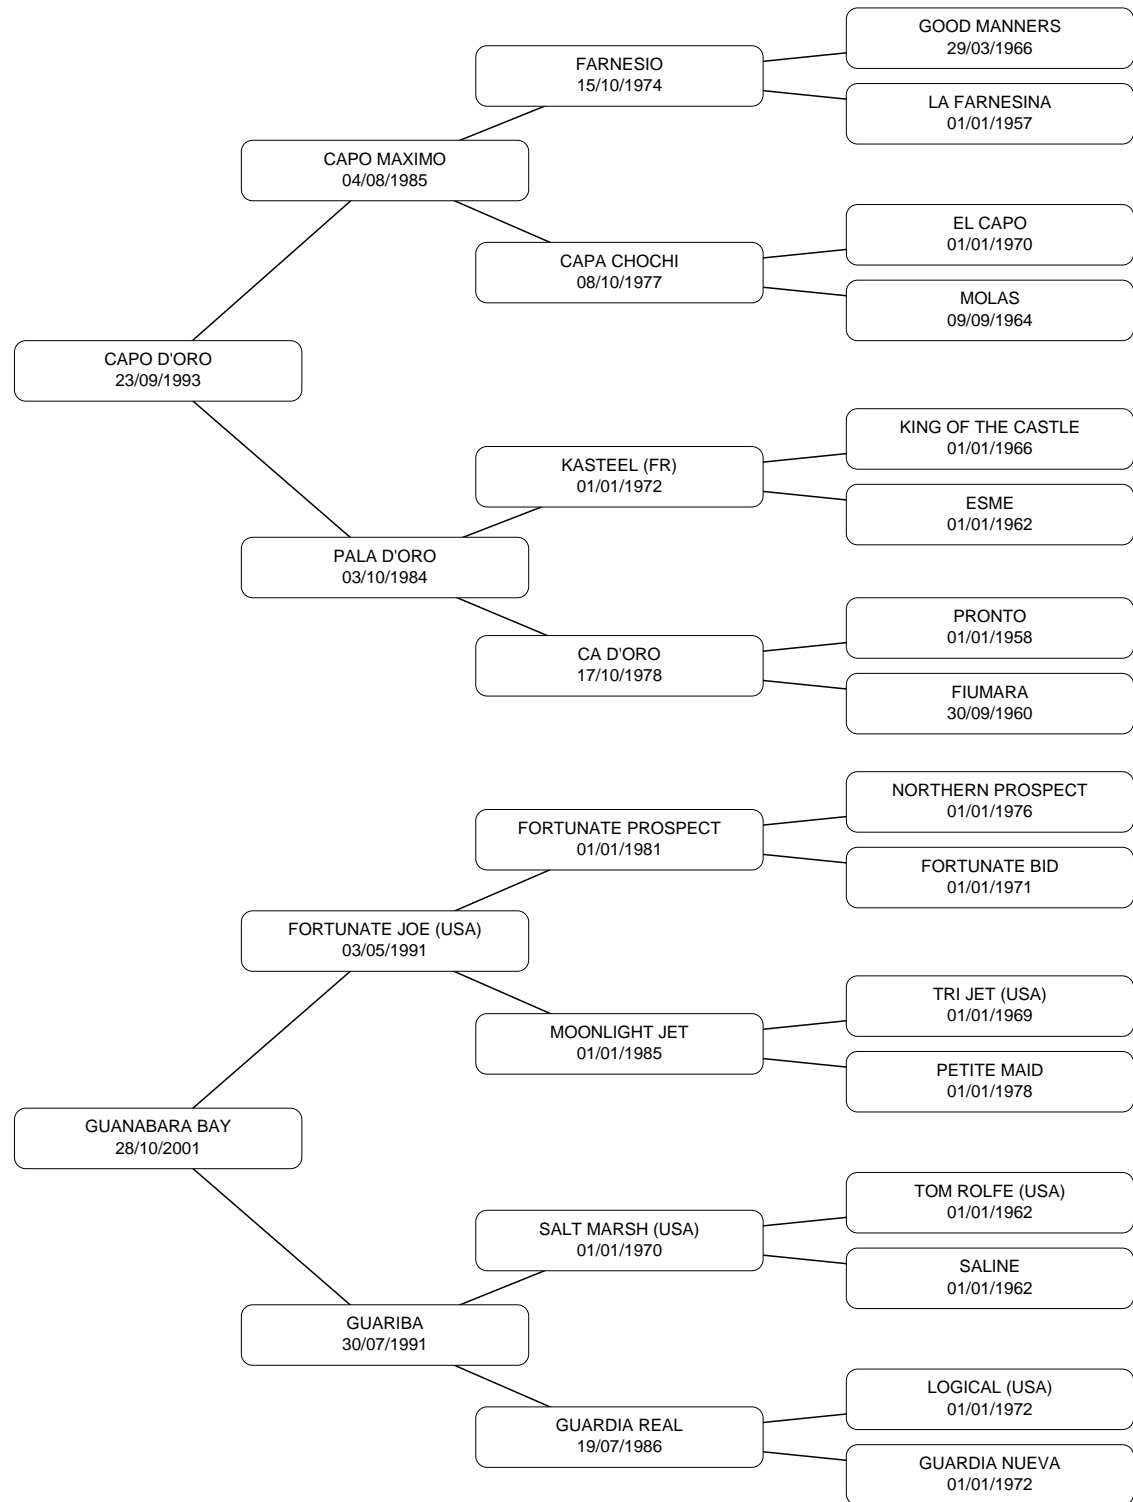 GOOD MANNERS
29/03/1966
FARNESIO
15/10/1974
LA FARNESINA
01/01/1957
CAPO MAXIMO
04/08/1985
EL CAPO
01/01/1970
CAPA CHOCHI
08/10/1977
MOLAS
09/09/1964
CAPO D'ORO
23/09/1993
KING OF THE CASTLE
01/01/1966
KASTEEL (FR)
01/01/1972
ESME
01/01/1962
PALA D'ORO
03/10/1984
PRONTO
01/01/1958
CA D'ORO
17/10/1978
FIUMARA
30/09/1960
NORTHERN PROSPECT
01/01/1976
FORTUNATE PROSPECT
01/01/1981
FORTUNATE BID
01/01/1971
FORTUNATE JOE (USA)
03/05/1991
TRI JET (USA)
01/01/1969
MOONLIGHT JET
01/01/1985
PETITE MAID
01/01/1978
GUANABARA BAY
28/10/2001
TOM ROLFE (USA)
01/01/1962
SALT MARSH (USA)
01/01/1970
SALINE
01/01/1962
GUARIBA
30/07/1991
LOGICAL (USA)
01/01/1972
GUARDIA REAL
19/07/1986
GUARDIA NUEVA
01/01/1972